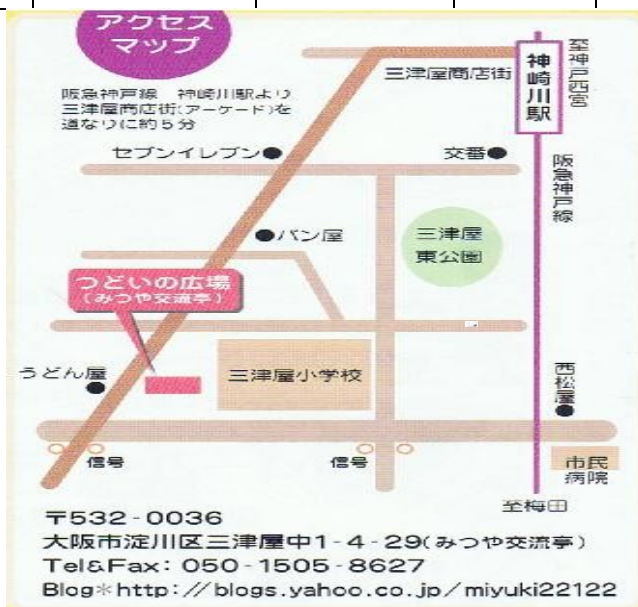 アクセス
マップ
阪急神戸線 神崎川駅より
三津屋商店街(アーケード)を
道なりに約5分
三津屋商店街
神崎川駅
至神戸西宮
セブンイレブン
交番
阪急神戸線
パン屋
三津屋
東公園
つどいの広場
(みつや交流亭)
うどん屋
三津屋小学校
西松屋
信号
信号
市民
病院
至梅田
〒532-0036
大阪市淀川区三津屋中1-4-29(みつや交流亭)
Tel&Fax: 050-1505-8627
Blog*http://blogs.yahoo.co.jp/miyuki22122